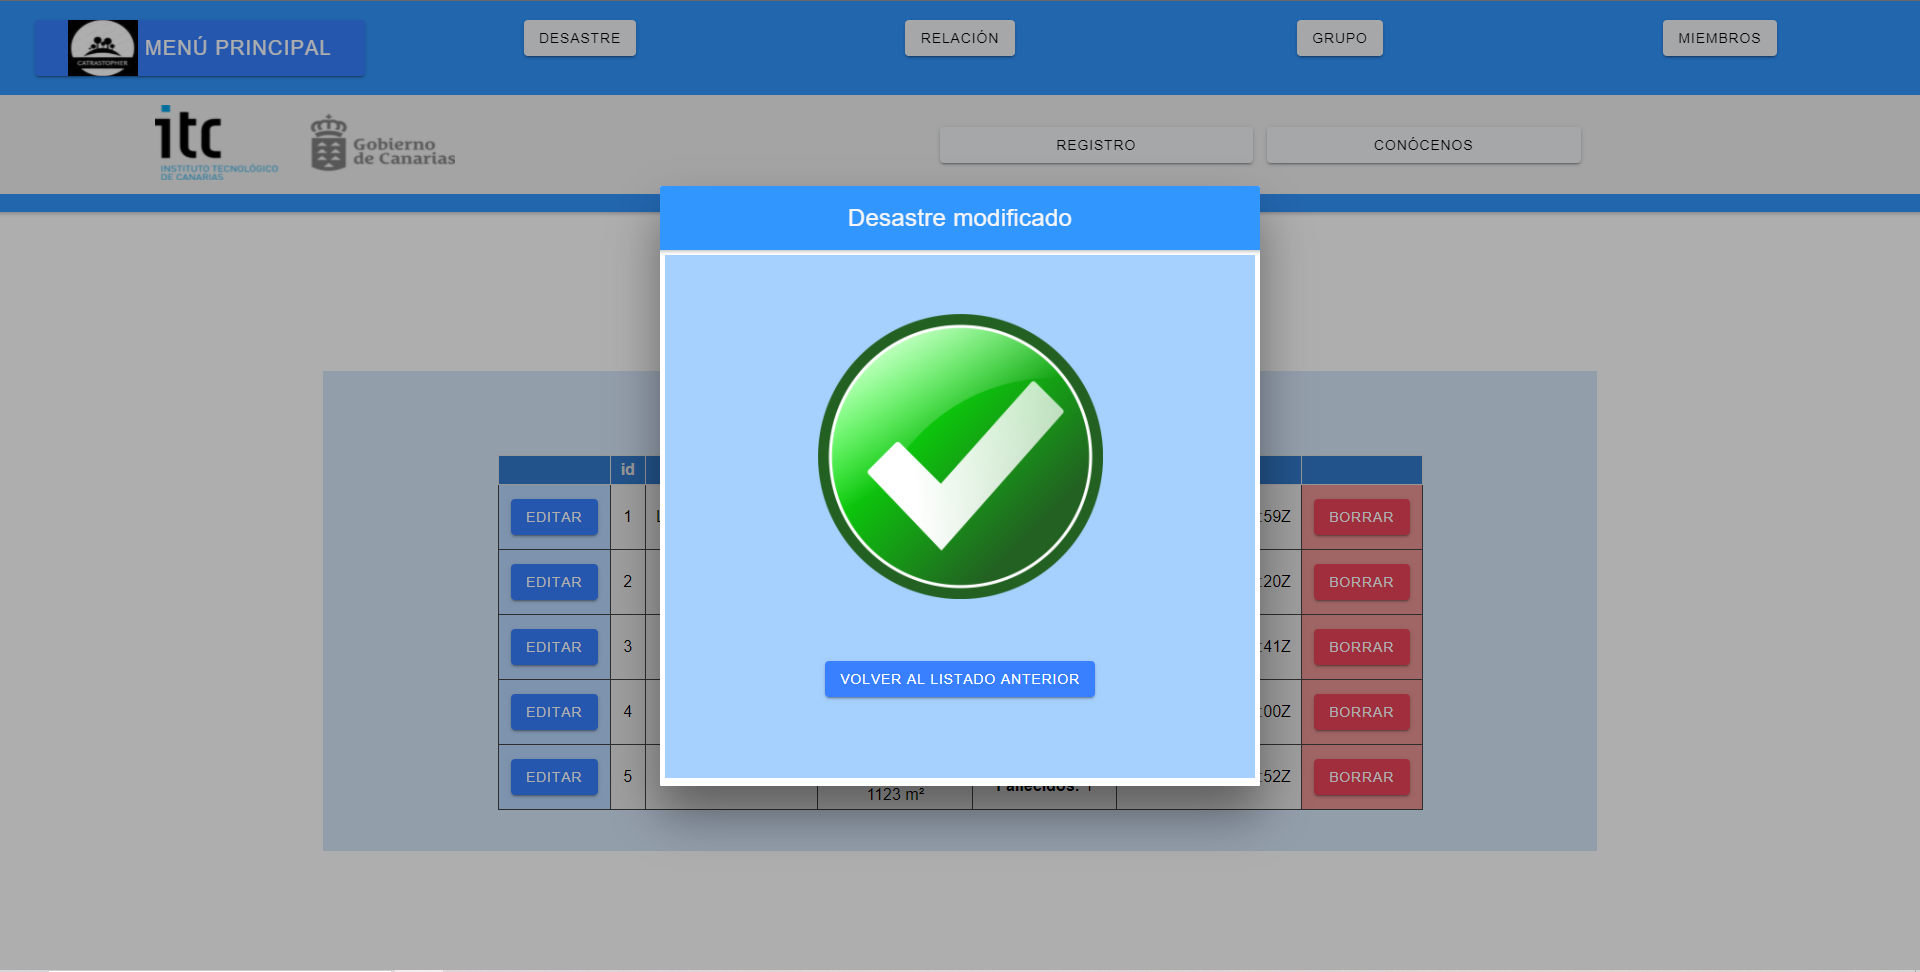 MENÚ PRINCIPAL
CATRASTOPHER
DESASTRE
RELACIÓN
GRUPO
MIEMBROS
itc
INSTITUTO TECNOLÓGICO
DE CANARIAS
Gobierno
de Canarias
REGISTRO
CONÓCENOS
Desastre modificado
id
EDITAR 1 :59Z BORRAR
EDITAR 2 :20Z BORRAR
EDITAR 3 :41Z BORRAR
EDITAR 4 :00Z BORRAR
VOLVER AL LISTADO ANTERIOR
EDITAR 5 :52Z BORRAR
1123 m² Fallecidos: 1